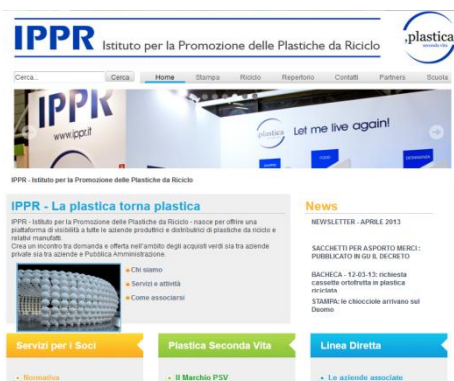 IPPR Istituto per la Promozione delle Plastiche da Riciclo
plastica
seconda vita
Cerca... Cerca Home Stampa Riciclo Repertorio Contatti Partners Scuola
IPPR
www.ippr.it
plastica Let me live again!
IPPR - Istituto per la Promozione delle Plastiche da Riciclo
IPPR - La plastica torna plastica
IPPR - Istituto per la Promozione delle Plastiche da Riciclo - nasce per offrire una
piattaforma di visibilità a tutte le aziende produttrici e distributrici di plastiche da riciclo e
relativi manufatti.
Crea un incontro tra domanda e offerta nell'ambito degli acquisti verdi sia tra aziende
private sia tra aziende e Pubblica Amministrazione.
Chi siamo
Servizi e attività
Come associarsi
News
NEWSLETTER - APRILE 2013
SACCHETTI PER ASPORTO MERCI:
PUBBLICATO IN GU IL DECRETO
BACHECA - 12-03-13: richiesta
cassette ortofrutta in plastica
riciclata
STAMPA: le chiocciole arrivano sul
Duomo
Servizi per i Soci Plastica Seconda Vita Linea Diretta
Normativa Il Marchio PSV Le aziende associate